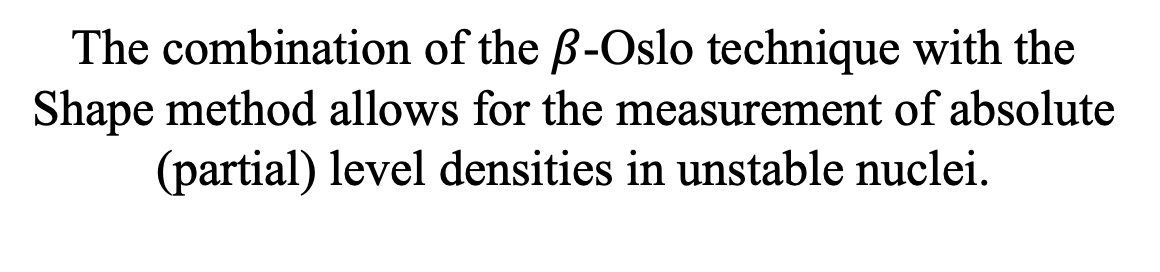 The combination of the β-Oslo technique with the
Shape method allows for the measurement of absolute
(partial) level densities in unstable nuclei.